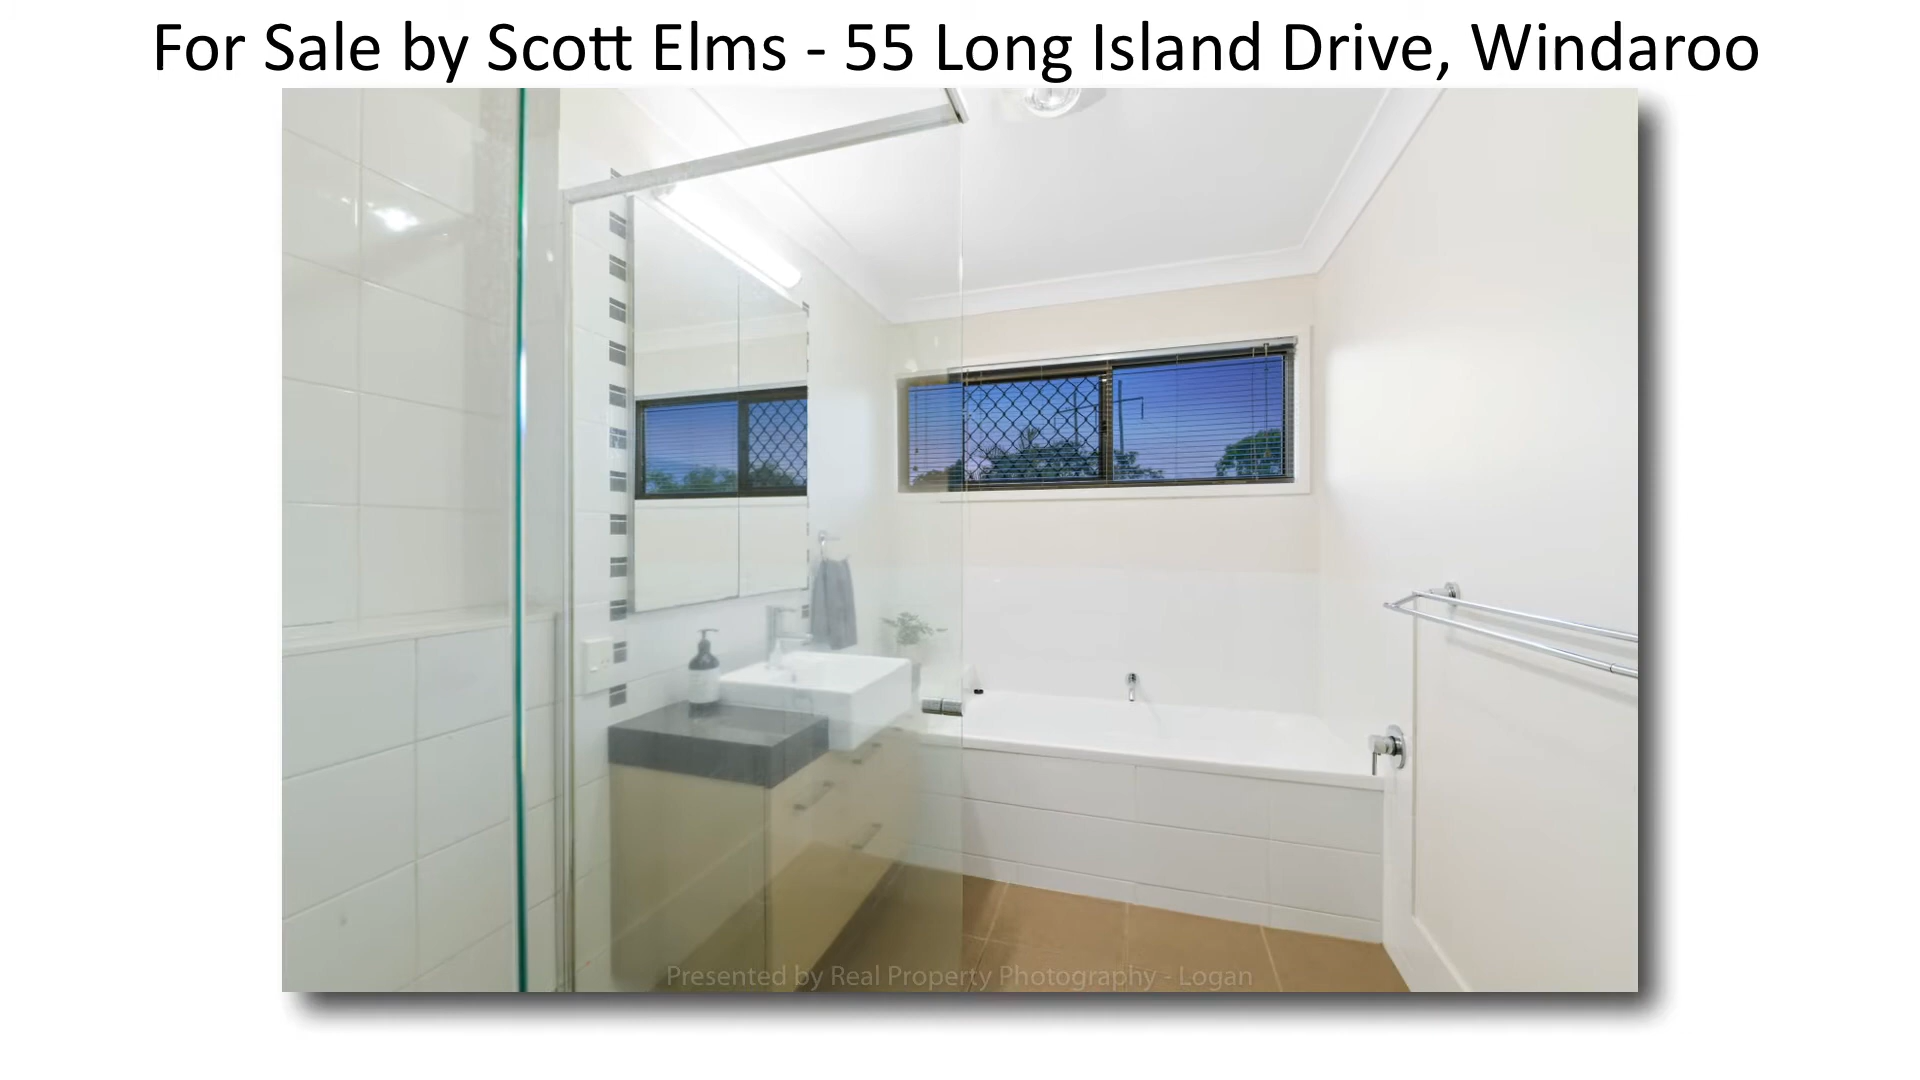 For Sale by Scott Elms - 55 Long Island Drive, Windaroo
Presented by Real Property Photography - Logan